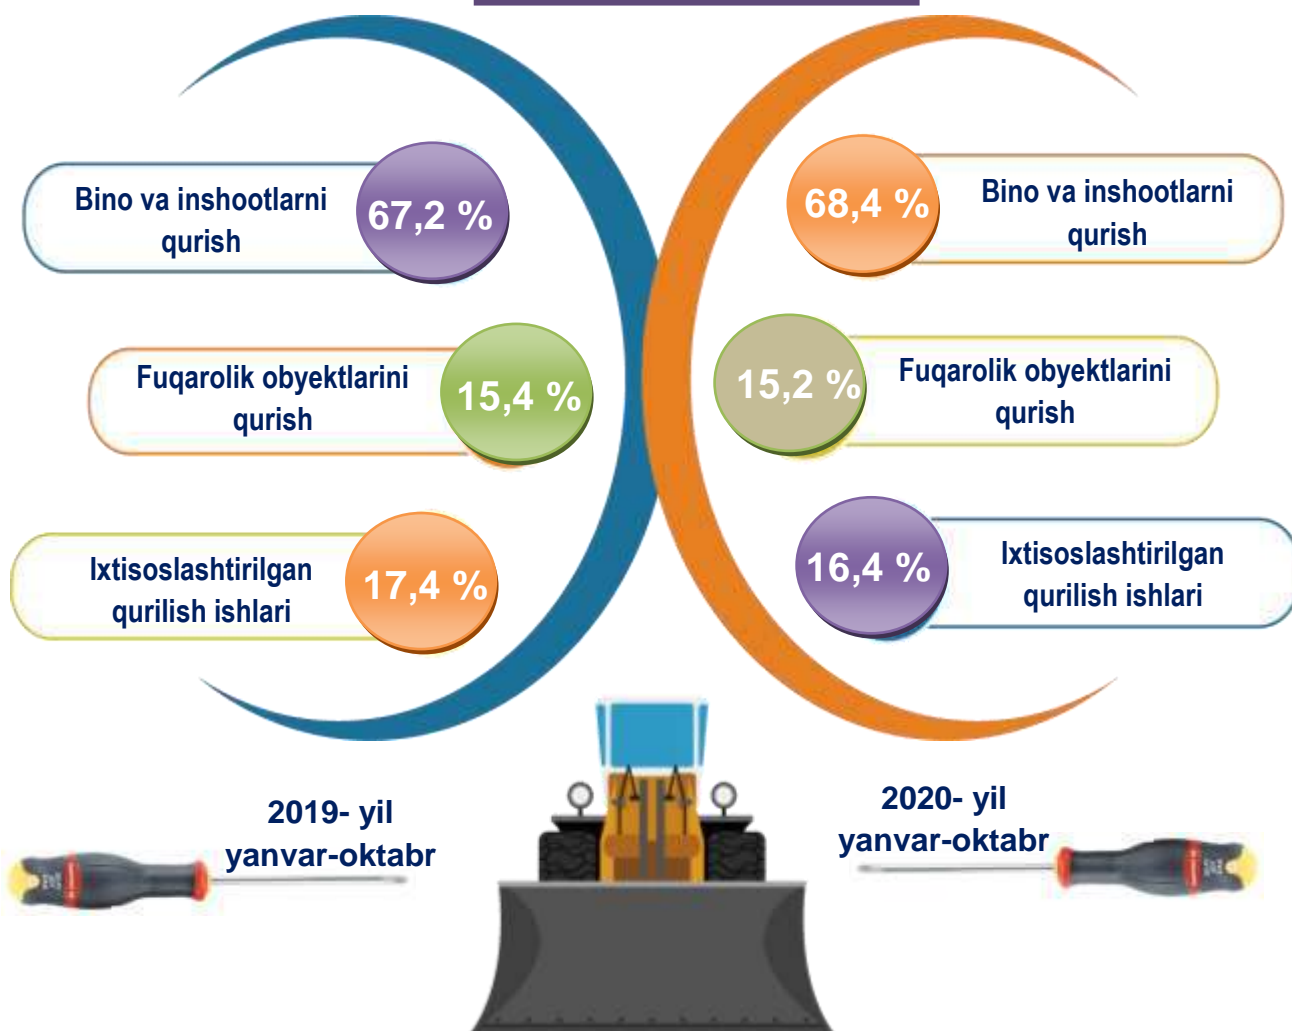 Bino va inshootlarni
qurish
67,2 %
Fuqarolik obyektlarini
qurish
15,4 %
Ixtisoslashtirilgan
qurilish ishlari
17,4 %
2019- yil
yanvar-oktabr
68,4 %
Bino va inshootlarni
qurish
15,2 %
Fuqarolik obyektlarini
qurish
16,4 %
Ixtisoslashtirilgan
qurilish ishlari
2020- yil
yanvar-oktabr